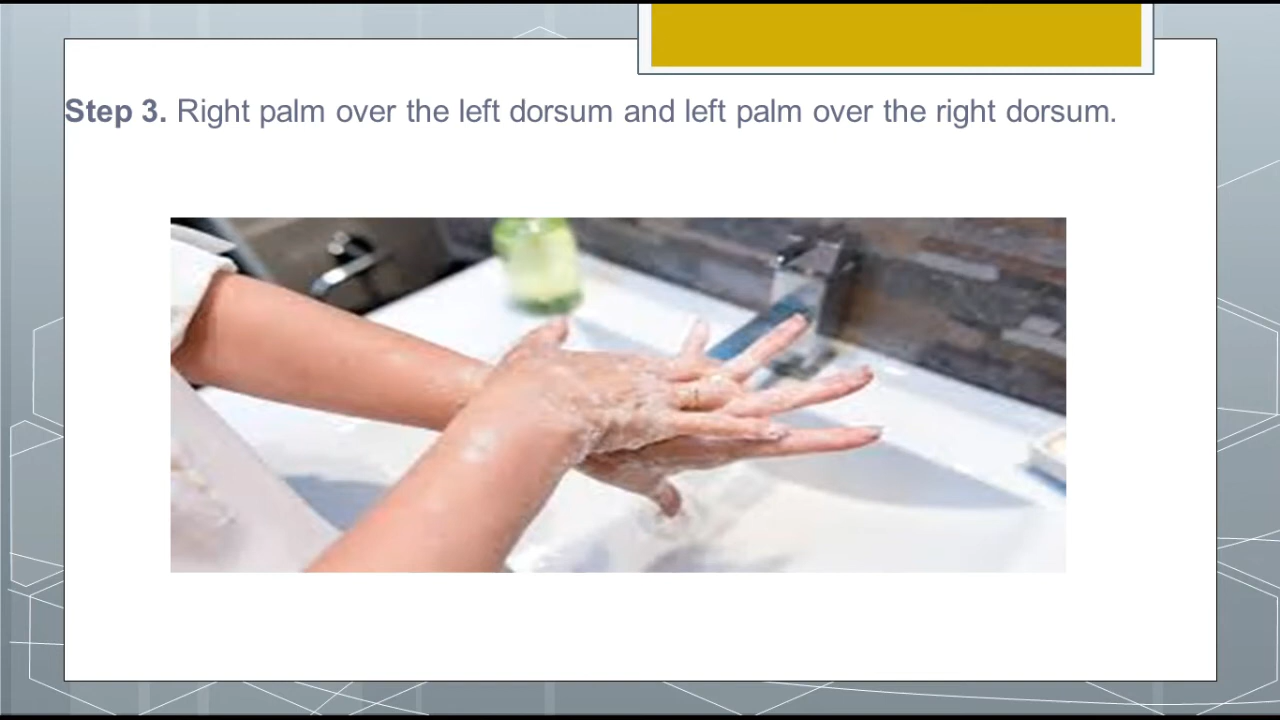 Step 3. Right palm over the left dorsum and left palm over the right dorsum.